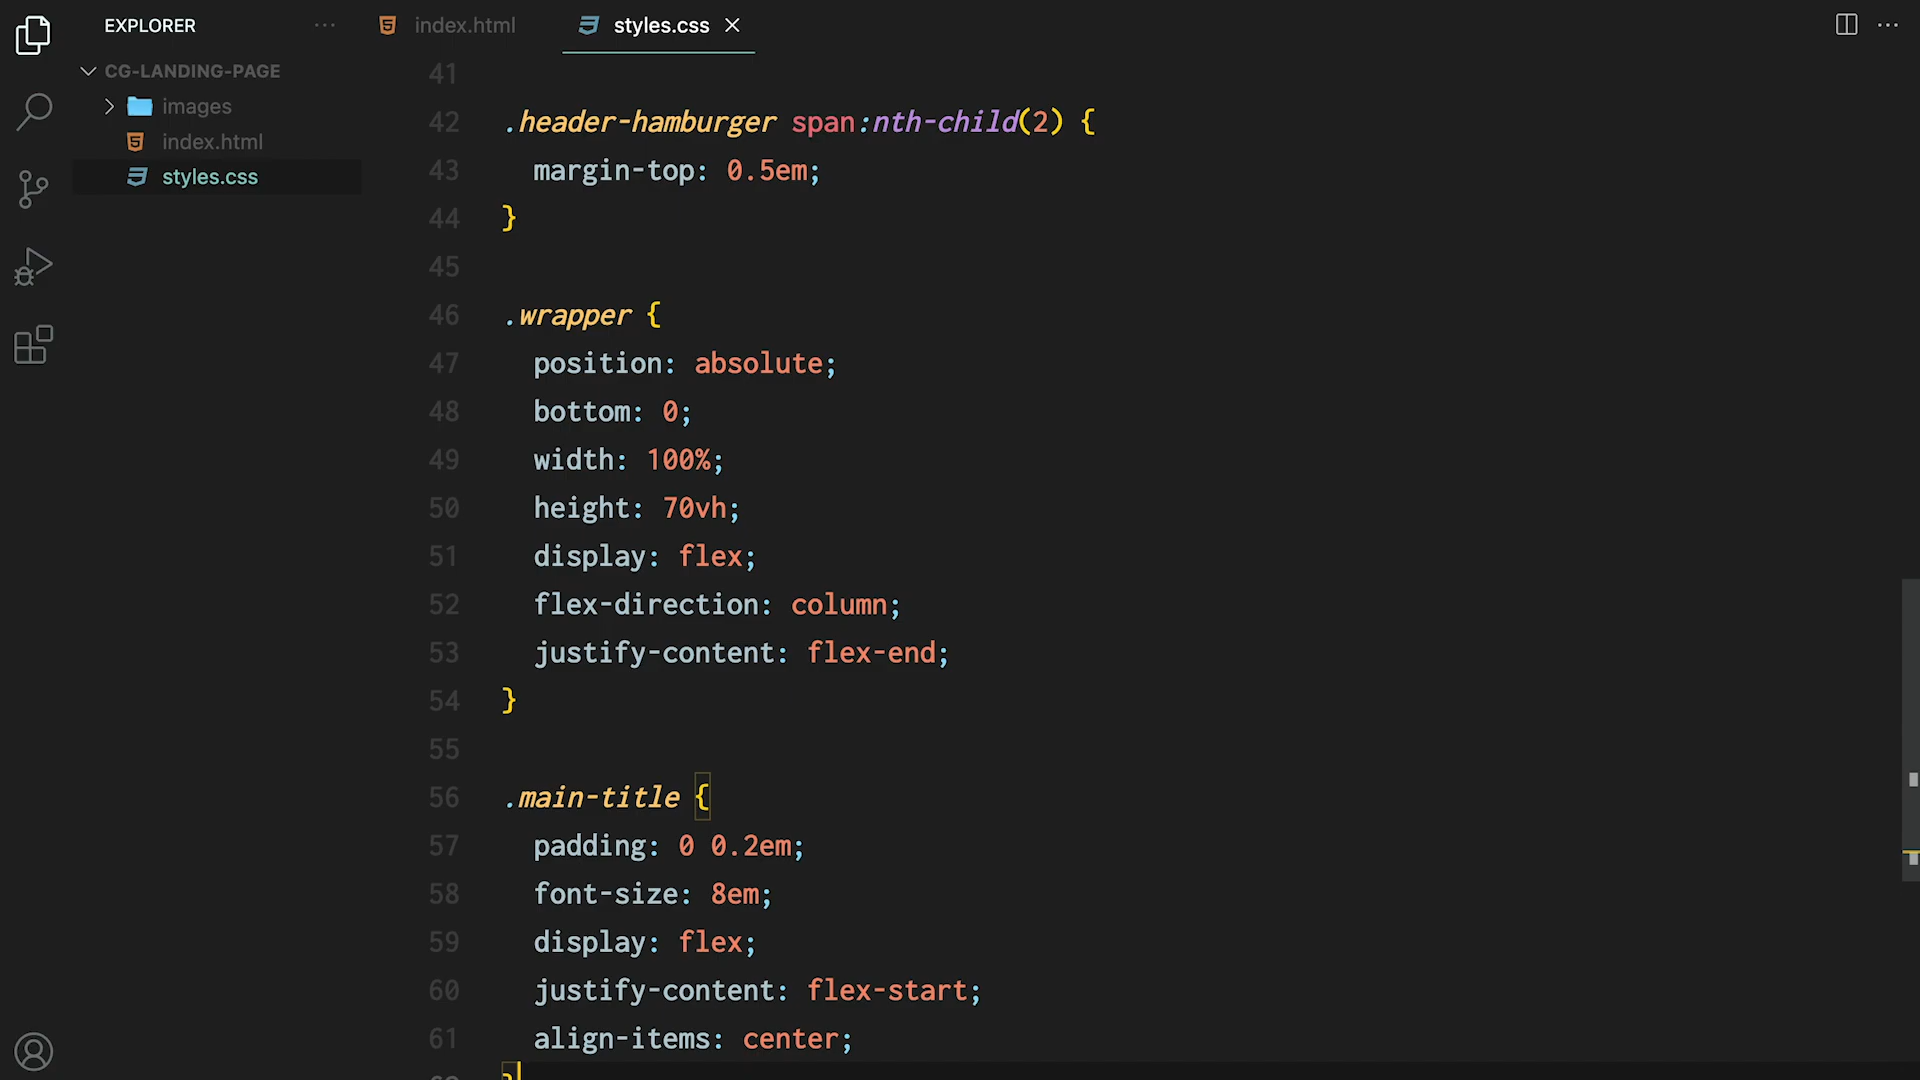 EXPLORER
···
index.html
styles.css
CG-LANDING-PAGE
images
index.html
styles.css
41
42 .header-hamburger span:nth-child(2) {
43 margin-top: 0.5em;
44 }
45
46 .wrapper {
47 position: absolute;
48 bottom: 0;
49 width: 100%;
50 height: 70vh;
51 display: flex;
52 flex-direction: column;
53 justify-content: flex-end;
54 }
55
56 .main-title {
57 padding: 0 0.2em;
58 font-size: 8em;
59 display: flex;
60 justify-content: flex-start;
61 align-items: center;
62 }